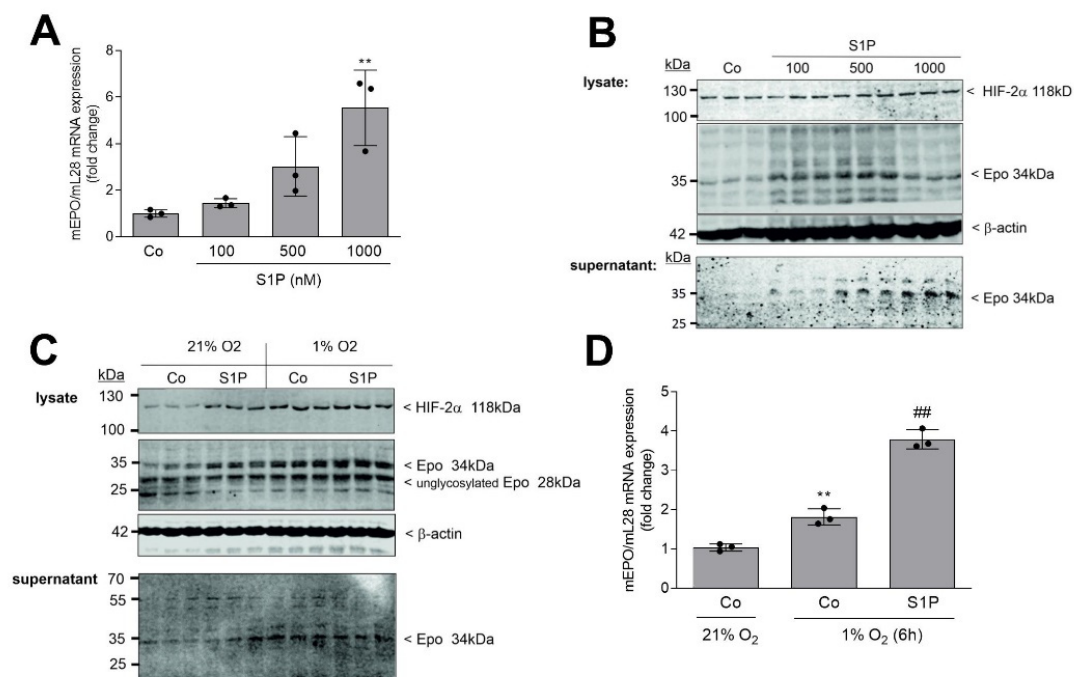 A
mEPO/mL28 mRNA expression
(fold change)
8
6
4
2
0
**
Co
100
500
1000
S1P (nM)
B
S1P
kDa
Co
100
500
1000
lysate:
130
100
< HIF-2α 118kD
35
< Epo 34kDa
42
< β-actin
supernatant:
kDa
35
25
< Epo 34kDa
C
21% O2
1% O2
kDa
Co
S1P
Co
S1P
lysate
130
100
< HIF-2α 118kDa
35
25
< Epo 34kDa
< unglycosylated Epo 28kDa
42
< β-actin
supernatant
70
55
35
25
< Epo 34kDa
D
mEPO/mL28 mRNA expression
(fold change)
5
4
3
2
1
0
**
##
Co
Co
S1P
21% O₂
1% O₂ (6h)